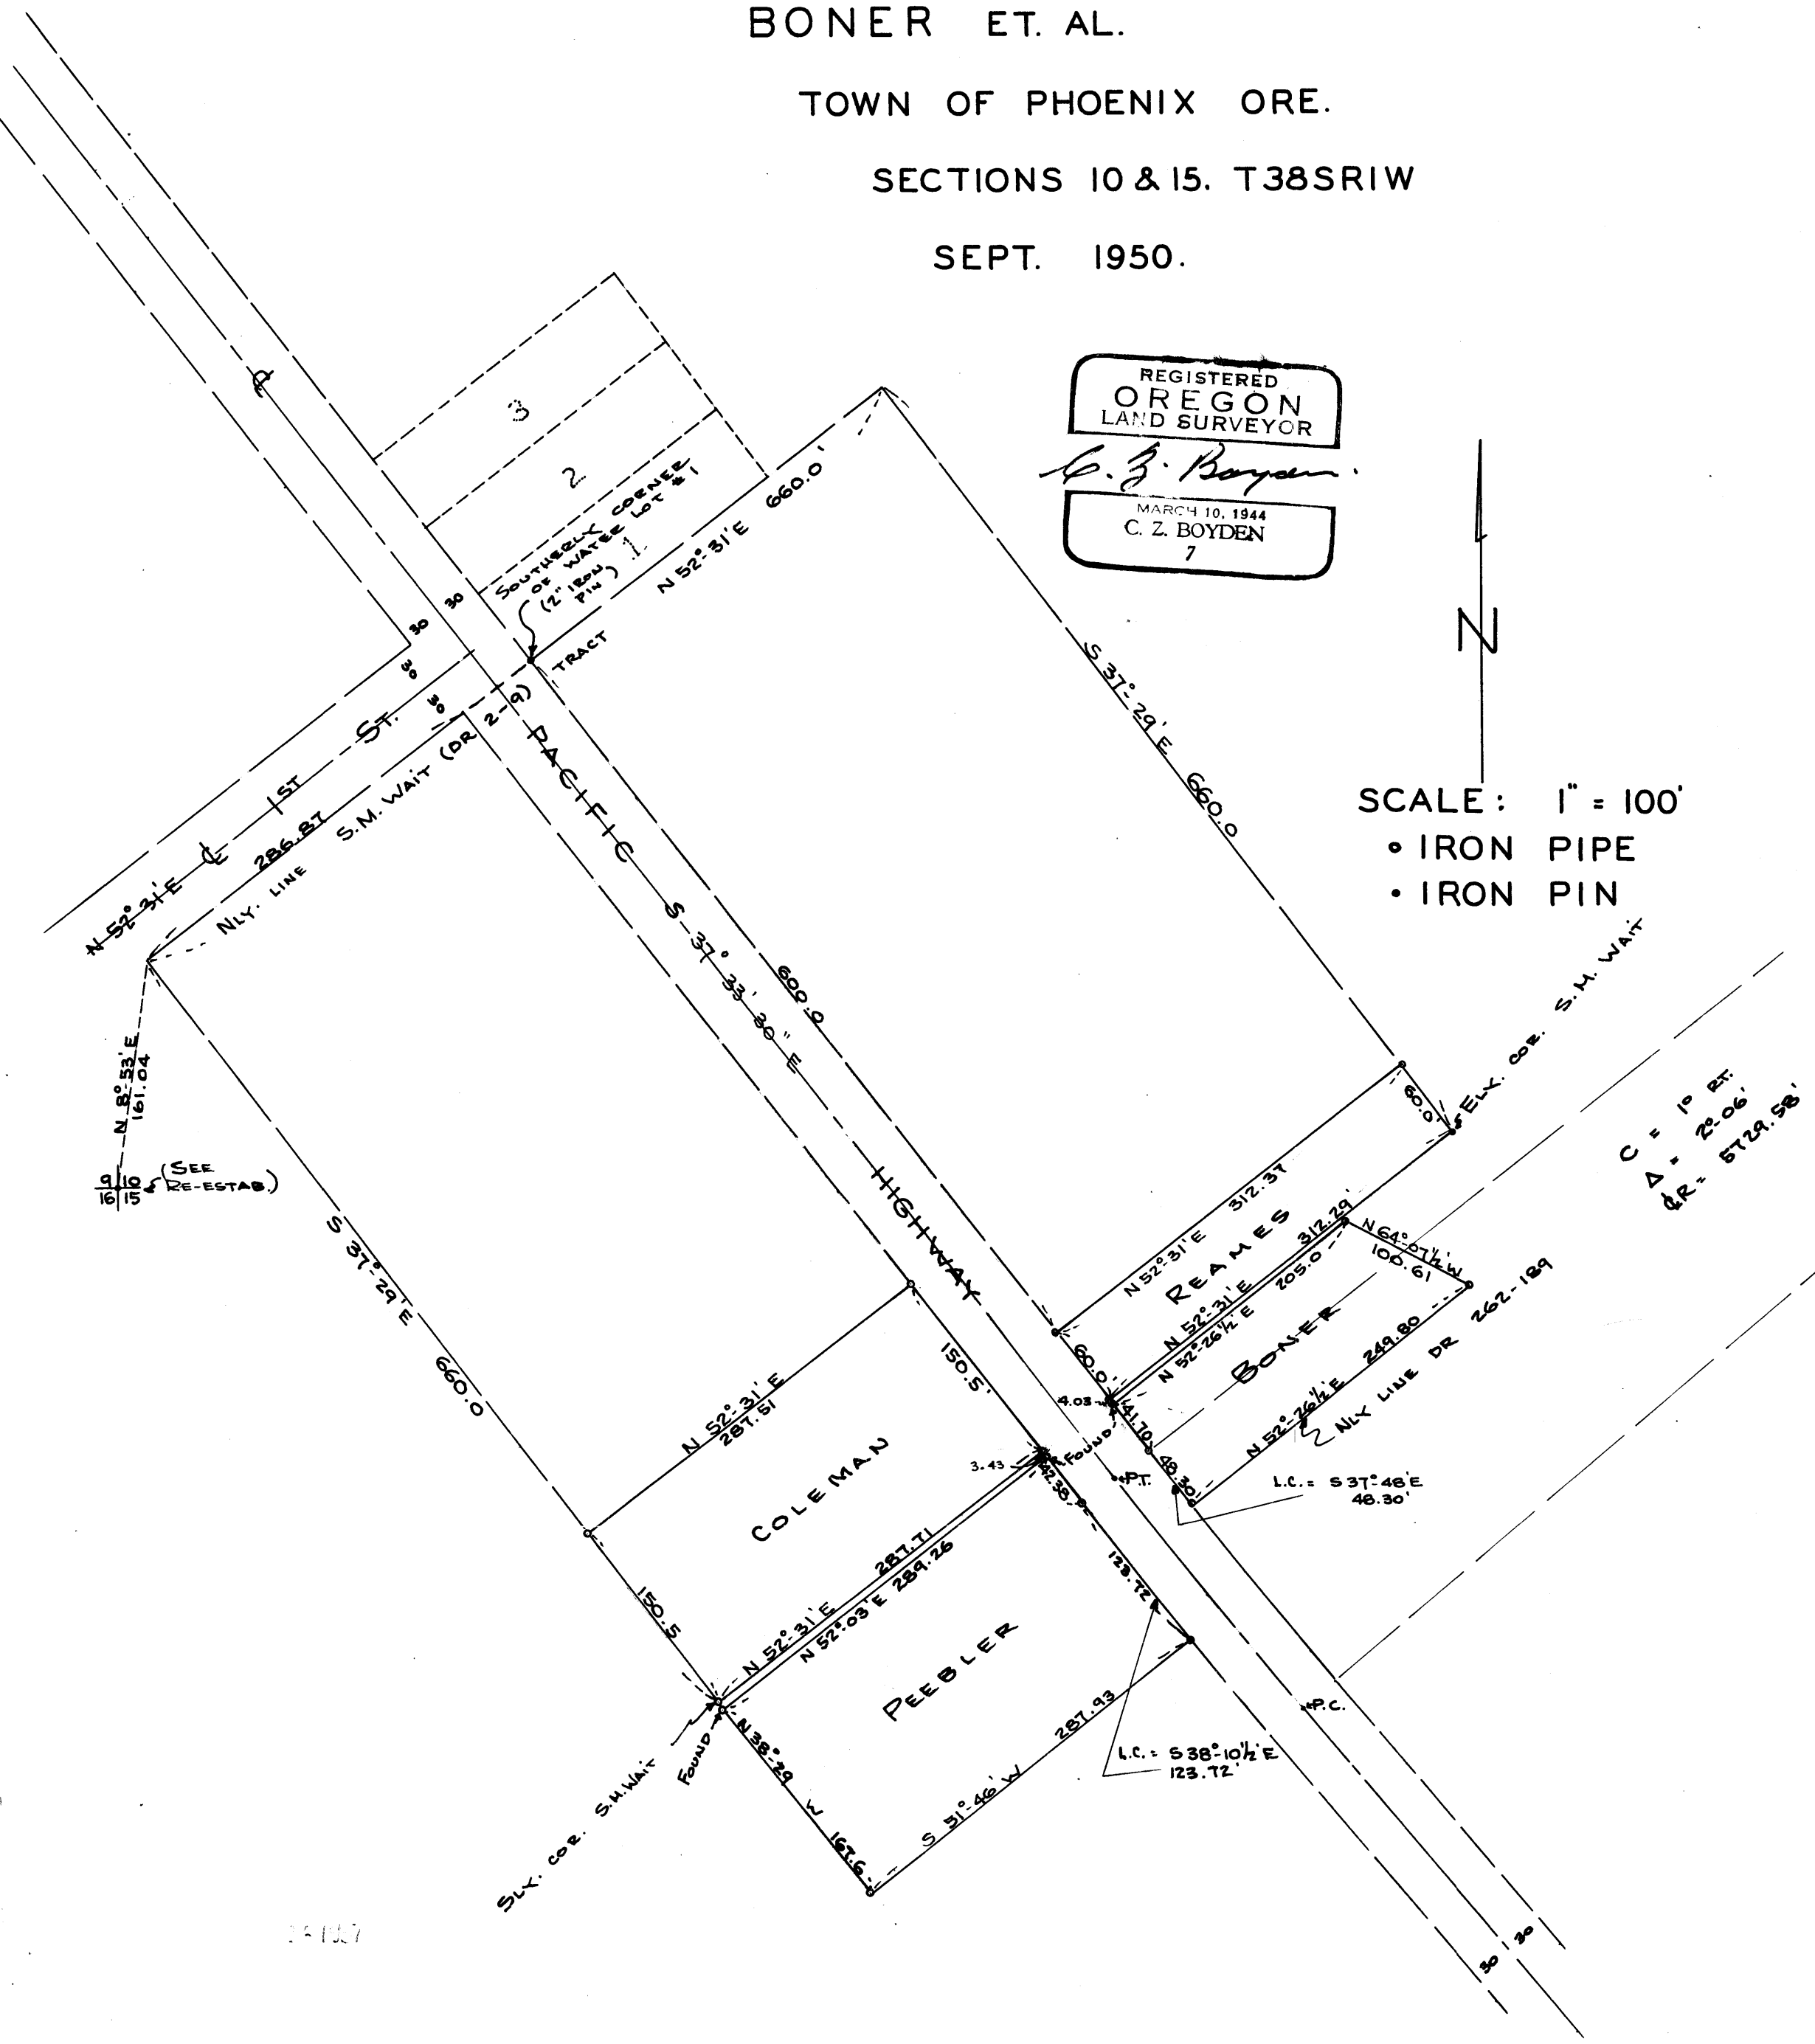 BONER ET. AL.
TOWN OF PHOENIX ORE.
SECTIONS 10 & 15. T38SR1W
SEPT. 1950.
REGISTERED
OREGON
LAND SURVEYOR
C. Z. Boyden.
MARCH 10, 1944
C. Z. BOYDEN
7
N
SCALE: 1" = 100'
IRON PIPE
IRON PIN
3
2
1
SOUTHERLY CORNER
OF WATER LOT #1
(2" IRON
PIN)
TRACT
N 52°-31' E 660.0'
S 37°-29' E 660.0
30
30
30
30
N 52° 31' E ℄ 1ST ST.
286.87
NLY. LINE S.M. WAIT (DR 2-9)
℄
PACIFIC S 37° 33' 30" E HIGHWAY
600.0
N 8°-53' E
161.04
9 10
16 15
(SEE
RE-ESTAB.)
S 37°-29' E 660.0
ELY. COR. S.M. WAIT
60.0
C = 1° RT.
Δ = 2°-06'
℄R = 5729.58'
N 52°-31' E 312.37
REAMES
N 52°-31' E 312.29'
N 52°-26½' E 205.0
N 64°-07½' W
100.61
BONER
60.0'
4.03
41.70
48.30
N 52°-26½' E 249.80
NLY LINE DR 262-189
L.C. = S 37°-48' E
48.30'
FOUND
P.T.
150.5'
N 52°-31' E
287.51
COLEMAN
3.43
42.38
150.5
N 52°-31' E 287.71
N 52°-03' E 289.26
123.72
PEEBLER
P.C.
L.C. = S 38°-10½' E
123.72'
S 51°-46' W 287.93
N 38°-29 W 167.6
FOUND
SLY. COR. S.M. WAIT
30
30